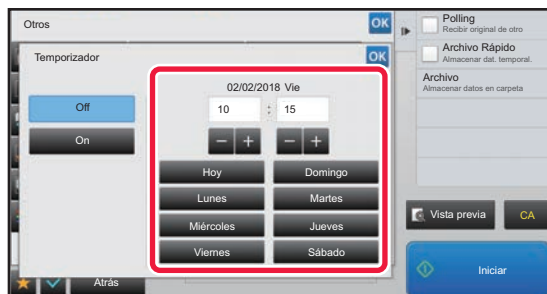 Otros
OK
Temporizador
OK
02/02/2018 Vie
Off
10 : 15
On
− + − +
Hoy
Domingo
Lunes
Martes
Miércoles
Jueves
Viernes
Sábado
Atrás
Polling
Recibir original de otro
Archivo Rápido
Almacenar dat. temporal.
Archivo
Almacenar datos en carpeta
Vista previa
CA
Iniciar